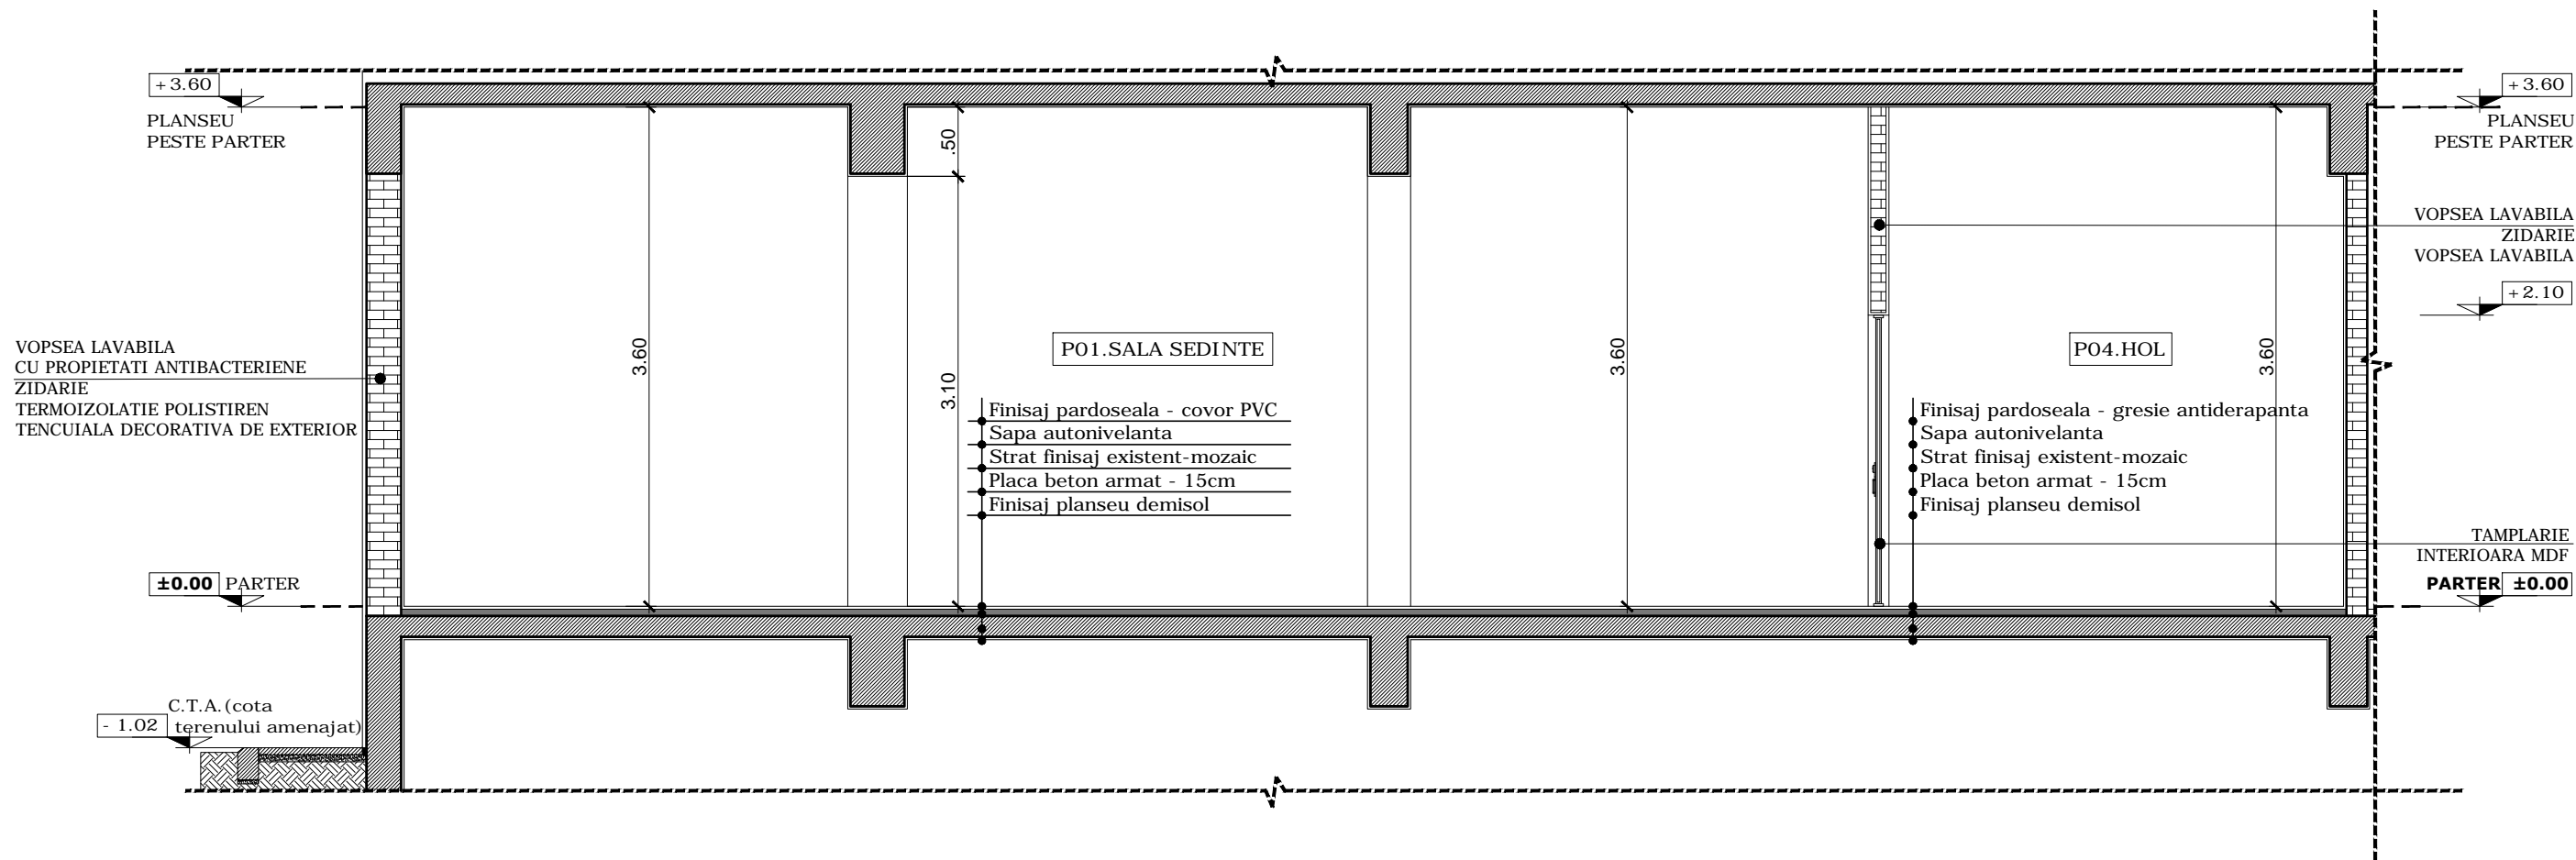 +3.60
PLANSEU
PESTE PARTER
+3.60
PLANSEU
PESTE PARTER
.50
VOPSEA LAVABILA
ZIDARIE
VOPSEA LAVABILA
+2.10
VOPSEA LAVABILA
CU PROPIETATI ANTIBACTERIENE
ZIDARIE
TERMOIZOLATIE POLISTIREN
TENCUIALA DECORATIVA DE EXTERIOR
3.60
3.10
P01.SALA SEDINTE
3.60
P04.HOL
3.60
Finisaj pardoseala - covor PVC
Sapa autonivelanta
Strat finisaj existent-mozaic
Placa beton armat - 15cm
Finisaj planseu demisol
Finisaj pardoseala - gresie antiderapanta
Sapa autonivelanta
Strat finisaj existent-mozaic
Placa beton armat - 15cm
Finisaj planseu demisol
TAMPLARIE
INTERIOARA MDF
±0.00 PARTER
PARTER ±0.00
C.T.A.(cota
- 1.02 terenului amenajat)